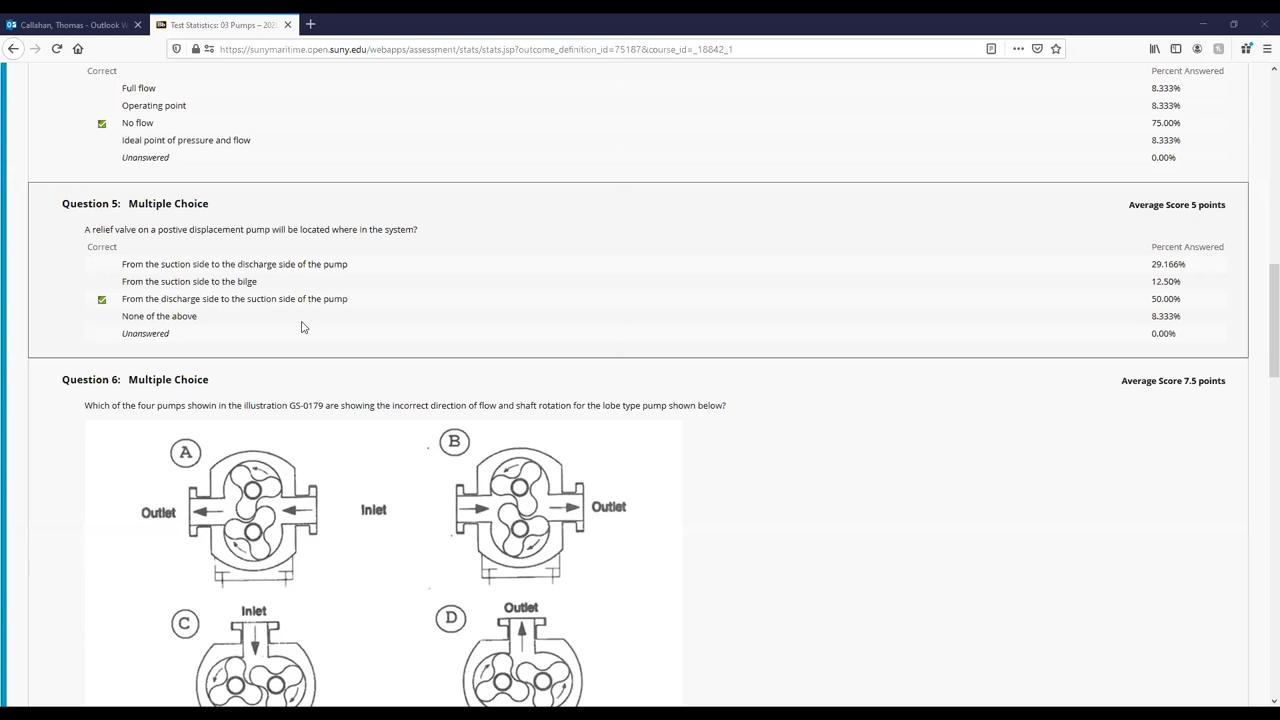 Callahan, Thomas - Outlook W
Test Statistics: 03 Pumps – 202
https://sunymaritime.open.suny.edu/webapps/assessment/stats/stats.jsp?outcome_definition_id=75187&course_id=_18842_1
Correct Percent Answered
Full flow 8.333%
Operating point 8.333%
No flow 75.00%
Ideal point of pressure and flow 8.333%
Unanswered 0.00%
Question 5: Multiple Choice Average Score 5 points
A relief valve on a postive displacement pump will be located where in the system?
Correct Percent Answered
From the suction side to the discharge side of the pump 29.166%
From the suction side to the bilge 12.50%
From the discharge side to the suction side of the pump 50.00%
None of the above 8.333%
Unanswered 0.00%
Question 6: Multiple Choice Average Score 7.5 points
Which of the four pumps showin in the illustration GS-0179 are showing the incorrect direction of flow and shaft rotation for the lobe type pump shown below?
A B
Outlet Inlet Outlet
Inlet Outlet
C D